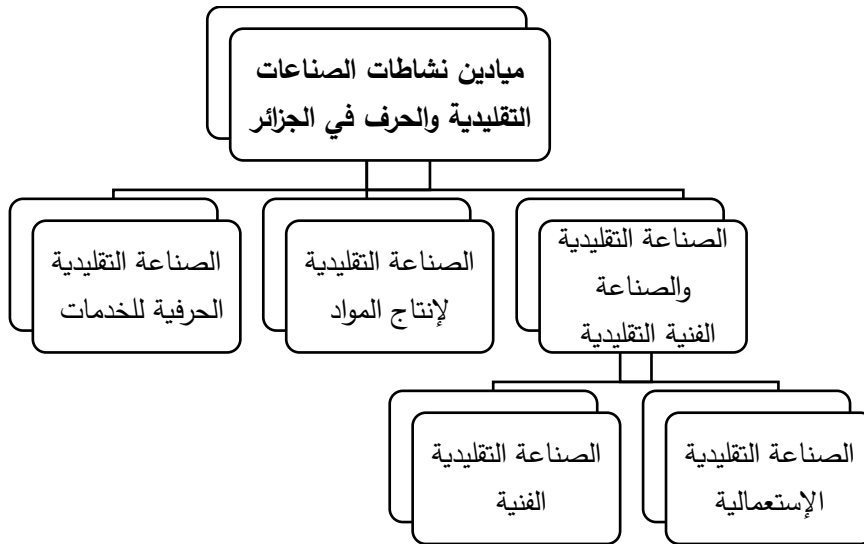 ميادين نشاطات الصناعات
التقليدية والحرف في الجزائر
الصناعة التقليدية
والصناعة
الفنية التقليدية
الصناعة التقليدية
لإنتاج المواد
الصناعة التقليدية
الحرفية للخدمات
الصناعة التقليدية
الإستعمالية
الصناعة التقليدية
الفنية